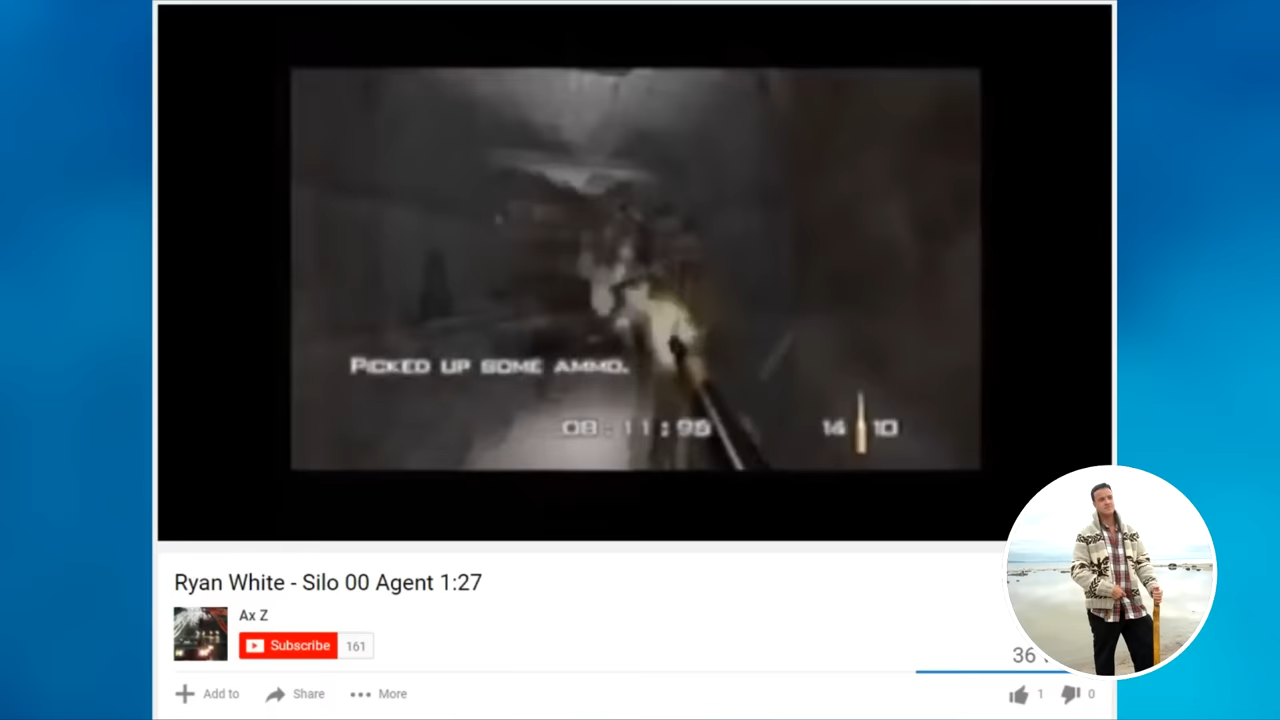 PICKED UP SOME AMMO.
08:11:95
14 10
Ryan White - Silo 00 Agent 1:27
Ax Z
Subscribe 161
36
Add to Share More
1 0